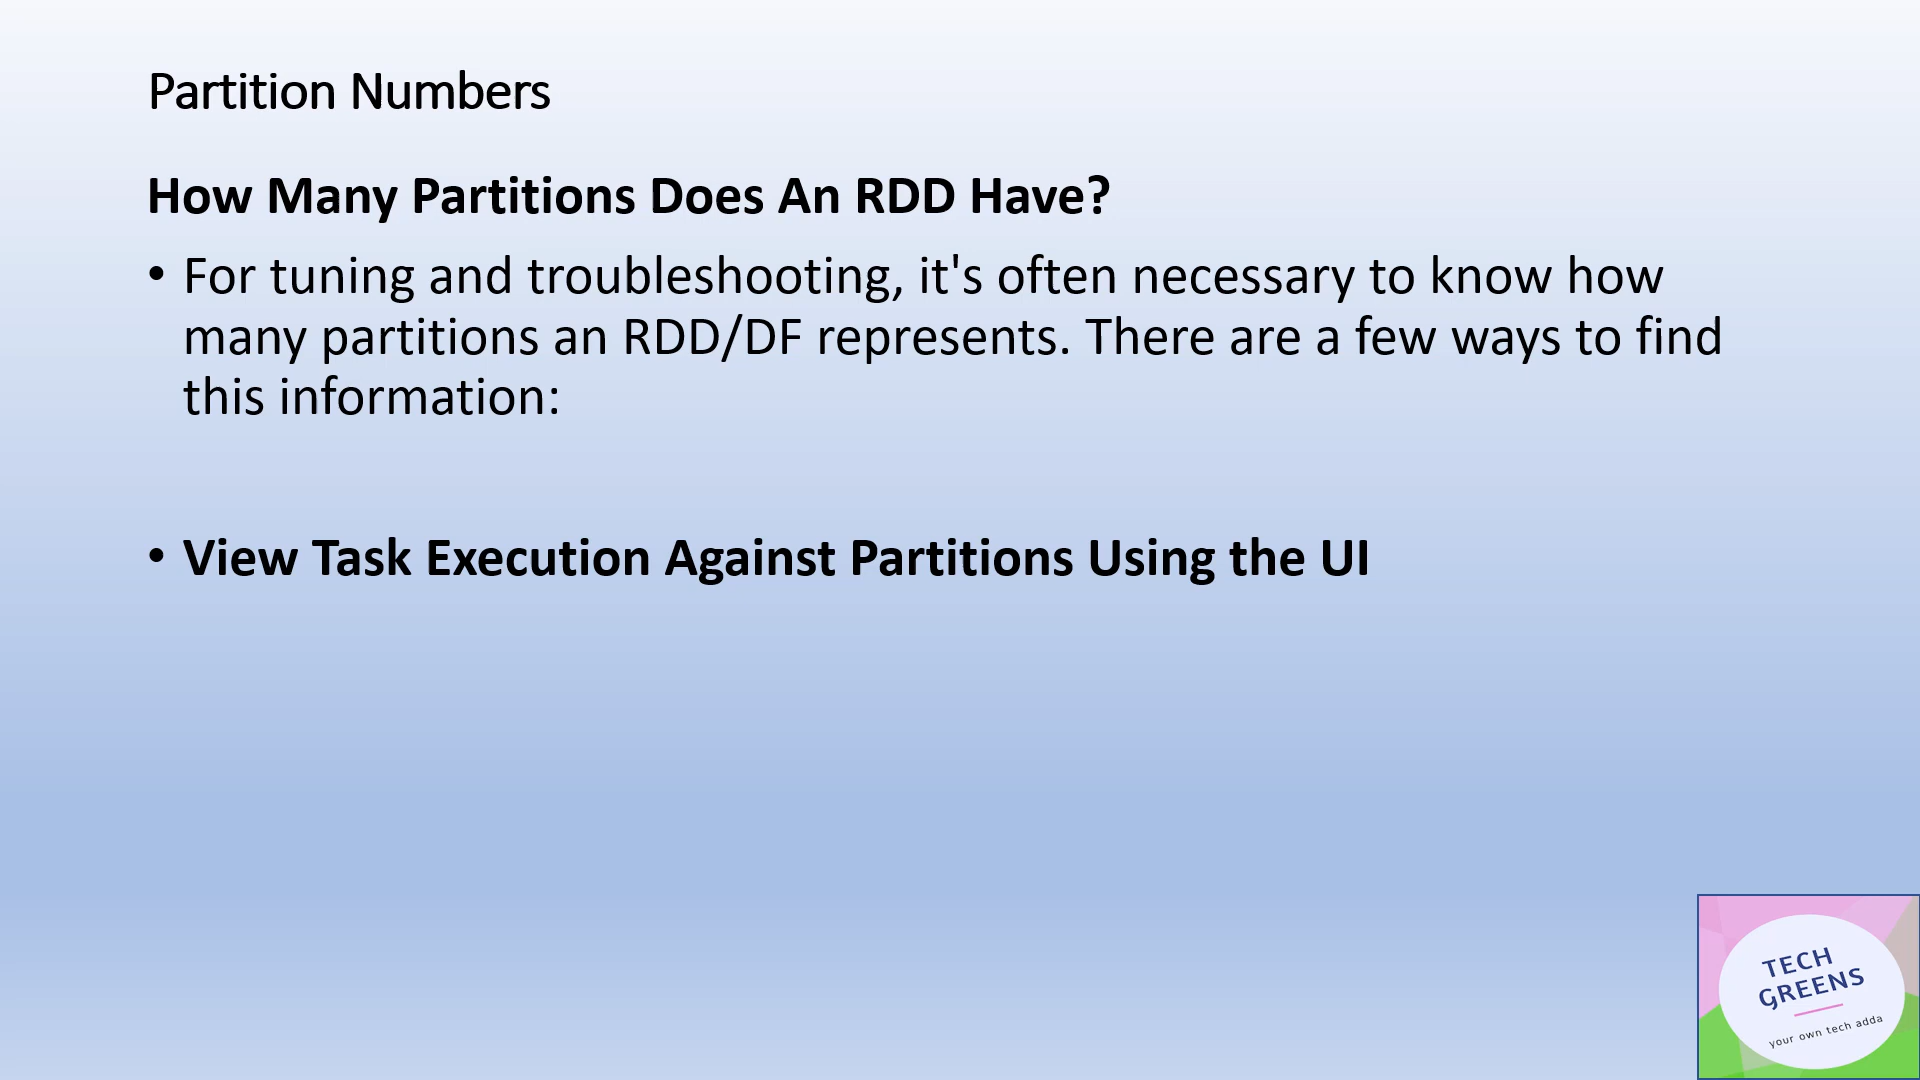 Partition Numbers
How Many Partitions Does An RDD Have?
• For tuning and troubleshooting, it's often necessary to know how
many partitions an RDD/DF represents. There are a few ways to find
this information:
• View Task Execution Against Partitions Using the UI
TECH
GREENS
your own tech adda